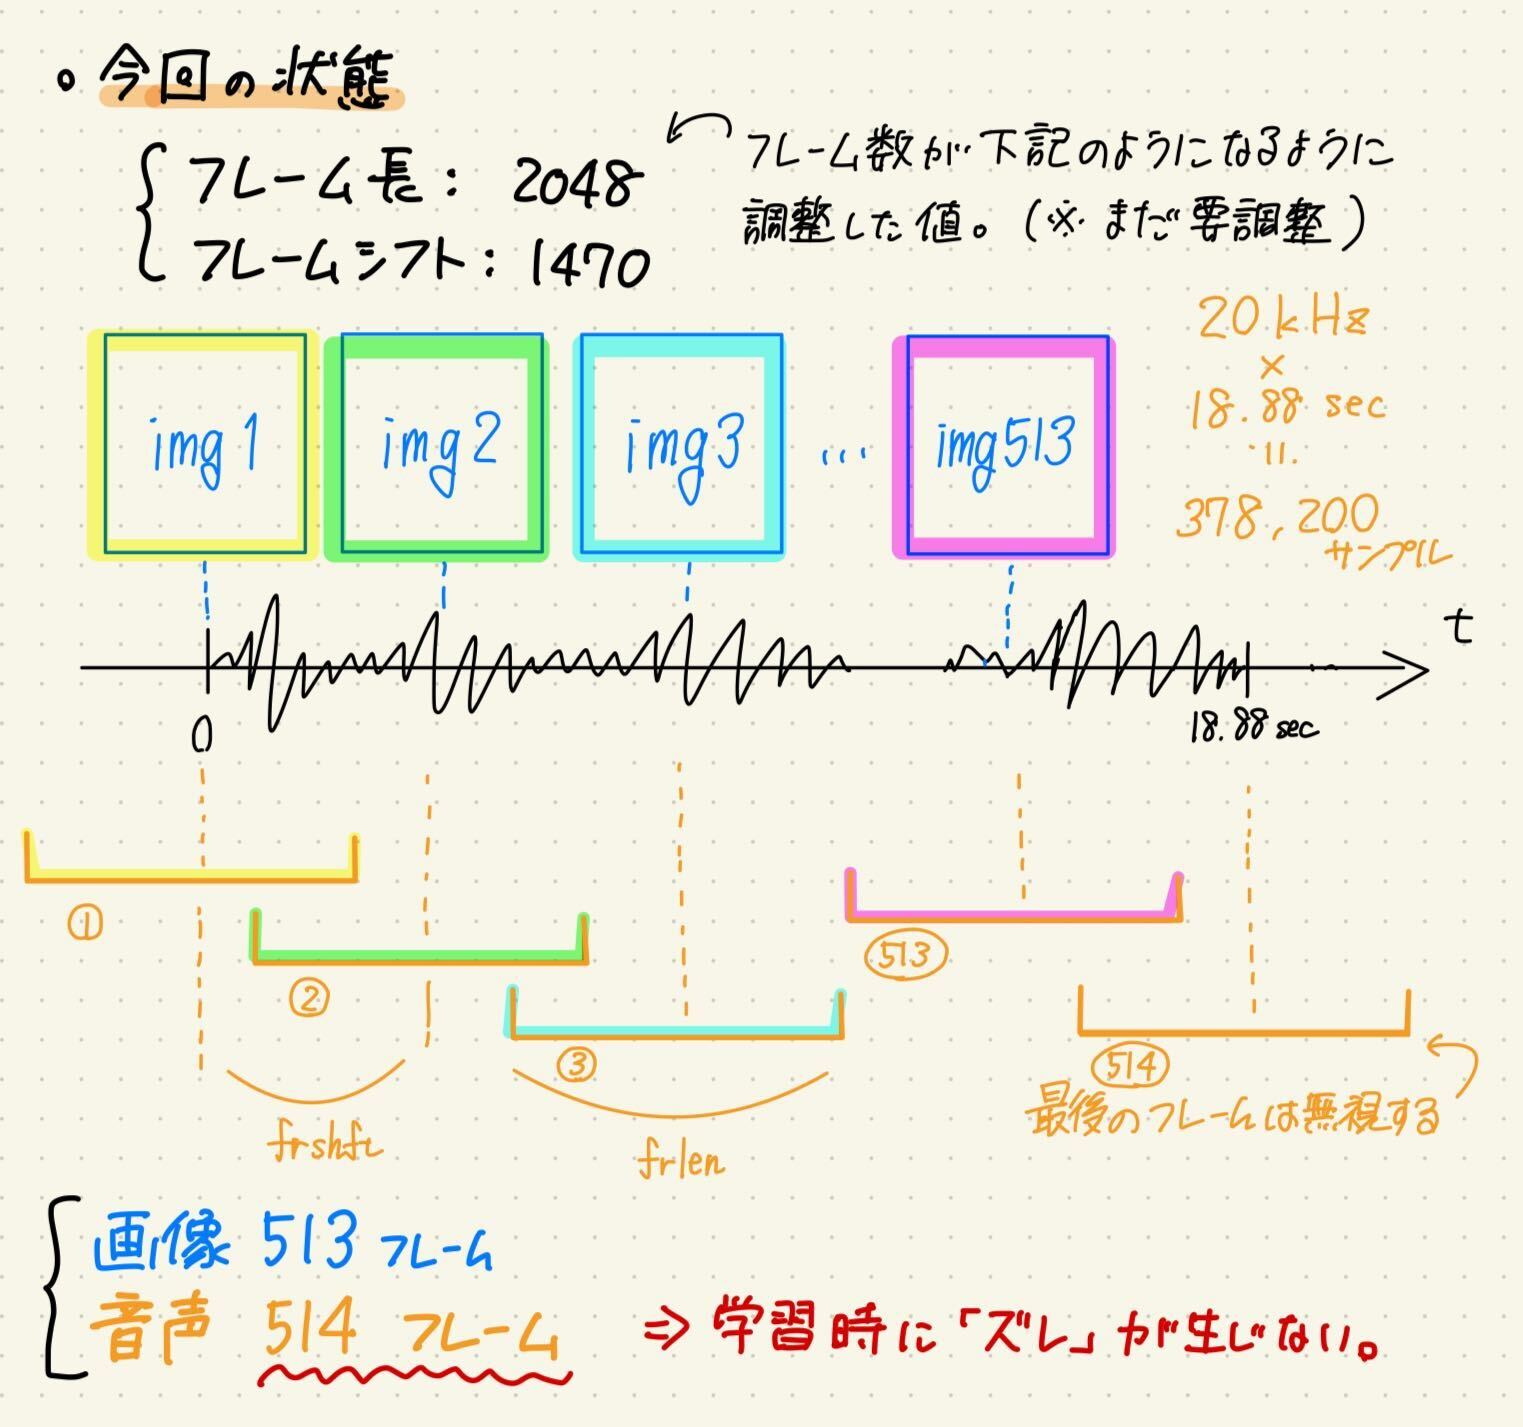 • 今回の状態
フレーム長： 2048
フレームシフト： 1470
フレーム数が下記のようになるように
調整した値。(※ まだ要調整)
20kHz
×
18.88 sec
॥
378,200
サンプル
img1
img2
img3
...
img513
t
0
18.88 sec
①
②
③
513
514
最後のフレームは無視する
frshft
frlen
画像 513 フレーム
音声 514 フレーム ⇒ 学習時に「ズレ」が生じない。